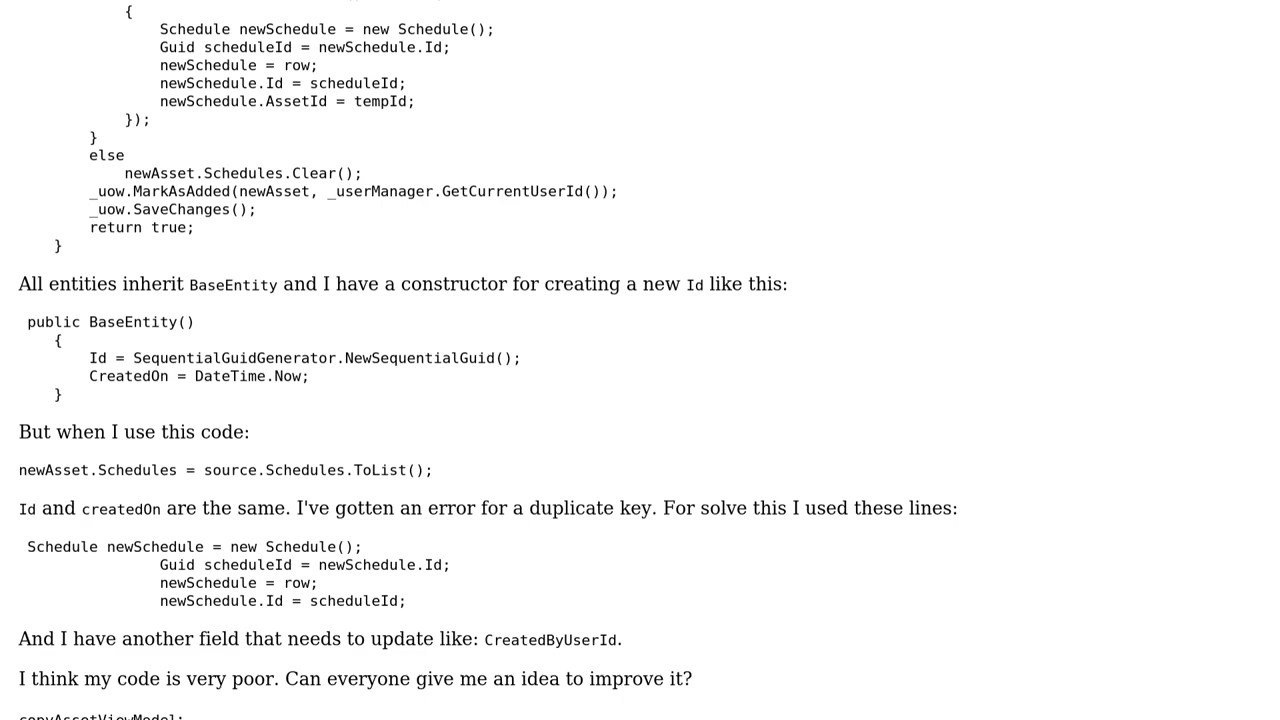 {
Schedule newSchedule = new Schedule();
Guid scheduleId = newSchedule.Id;
newSchedule = row;
newSchedule.Id = scheduleId;
newSchedule.AssetId = tempId;
});
}
else
newAsset.Schedules.Clear();
_uow.MarkAsAdded(newAsset, _userManager.GetCurrentUserId());
_uow.SaveChanges();
return true;
}
All entities inherit BaseEntity and I have a constructor for creating a new Id like this:
public BaseEntity()
{
Id = SequentialGuidGenerator.NewSequentialGuid();
CreatedOn = DateTime.Now;
}
But when I use this code:
newAsset.Schedules = source.Schedules.ToList();
Id and createdOn are the same. I've gotten an error for a duplicate key. For solve this I used these lines:
Schedule newSchedule = new Schedule();
Guid scheduleId = newSchedule.Id;
newSchedule = row;
newSchedule.Id = scheduleId;
And I have another field that needs to update like: CreatedByUserId.
I think my code is very poor. Can everyone give me an idea to improve it?
copyAssetViewModel: